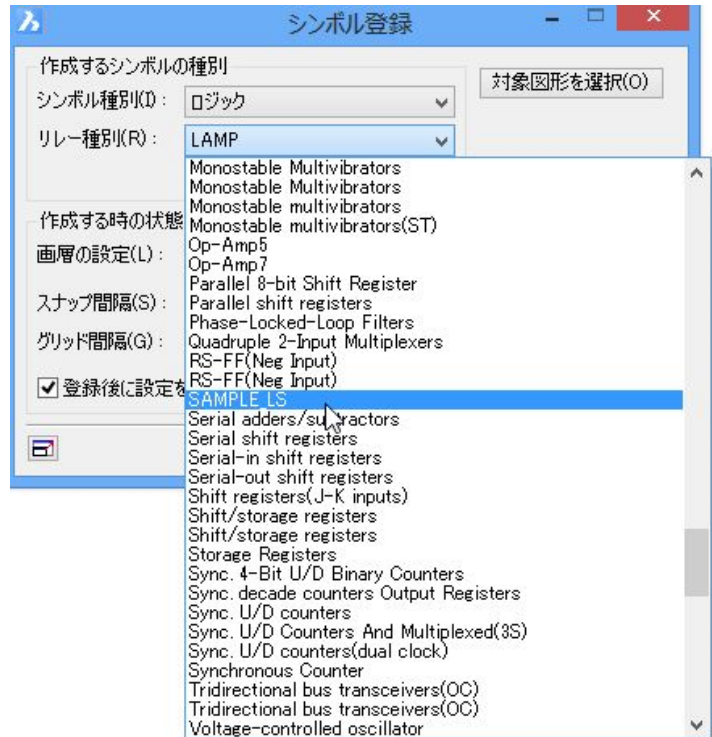 シンボル登録
作成するシンボルの種別
対象図形を選択(O)
シンボル種別(I):
ロジック
リレー種別(R):
LAMP
Monostable Multivibrators
Monostable Multivibrators
Monostable multivibrators
Monostable multivibrators(ST)
Op-Amp5
Op-Amp7
Parallel 8-bit Shift Register
Parallel shift registers
Phase-Locked-Loop Filters
Quadruple 2-Input Multiplexers
RS-FF(Neg Input)
RS-FF(Neg Input)
SAMPLE_LS
Serial adders/subtractors
Serial shift registers
Serial-in shift registers
Serial-out shift registers
Shift registers(J-K inputs)
Shift/storage registers
Shift/storage registers
Storage Registers
Sync. 4-Bit U/D Binary Counters
Sync. decade counters Output Registers
Sync. U/D counters
Sync. U/D Counters And Multiplexed(3S)
Sync. U/D counters(dual clock)
Synchronous Counter
Tridirectional bus transceivers(OC)
Tridirectional bus transceivers(OC)
Voltage-controlled oscillator
作成する時の状態
画層の設定(L):
スナップ間隔(S):
グリッド間隔(G):
登録後に設定を